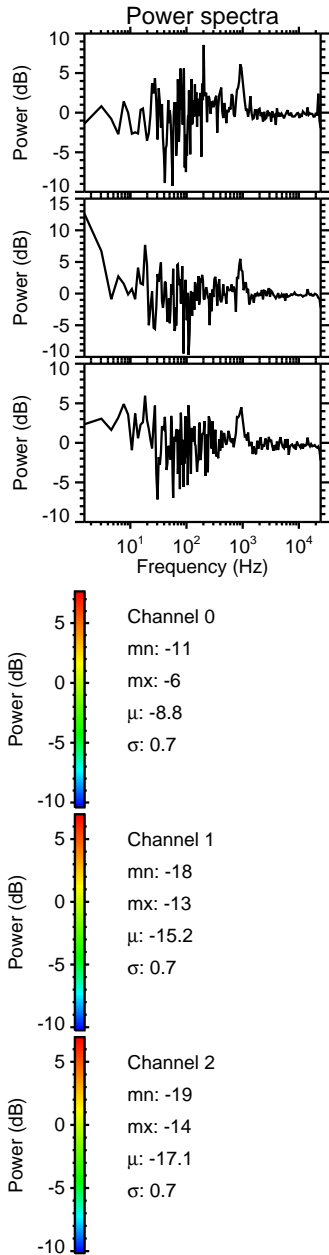 Power spectra
10
5
0
-5
-10
Power (dB)
15
10
5
0
-5
10
Power (dB)
10
5
0
-5
-10
Power (dB)
10¹ 10² 10³ 10⁴
Frequency (Hz)
5
0
-5
-10
Power (dB)
Channel 0
mn: -11
mx: -6
μ: -8.8
σ: 0.7
5
0
-5
-10
Power (dB)
Channel 1
mn: -18
mx: -13
μ: -15.2
σ: 0.7
5
0
-5
-10
Power (dB)
Channel 2
mn: -19
mx: -14
μ: -17.1
σ: 0.7